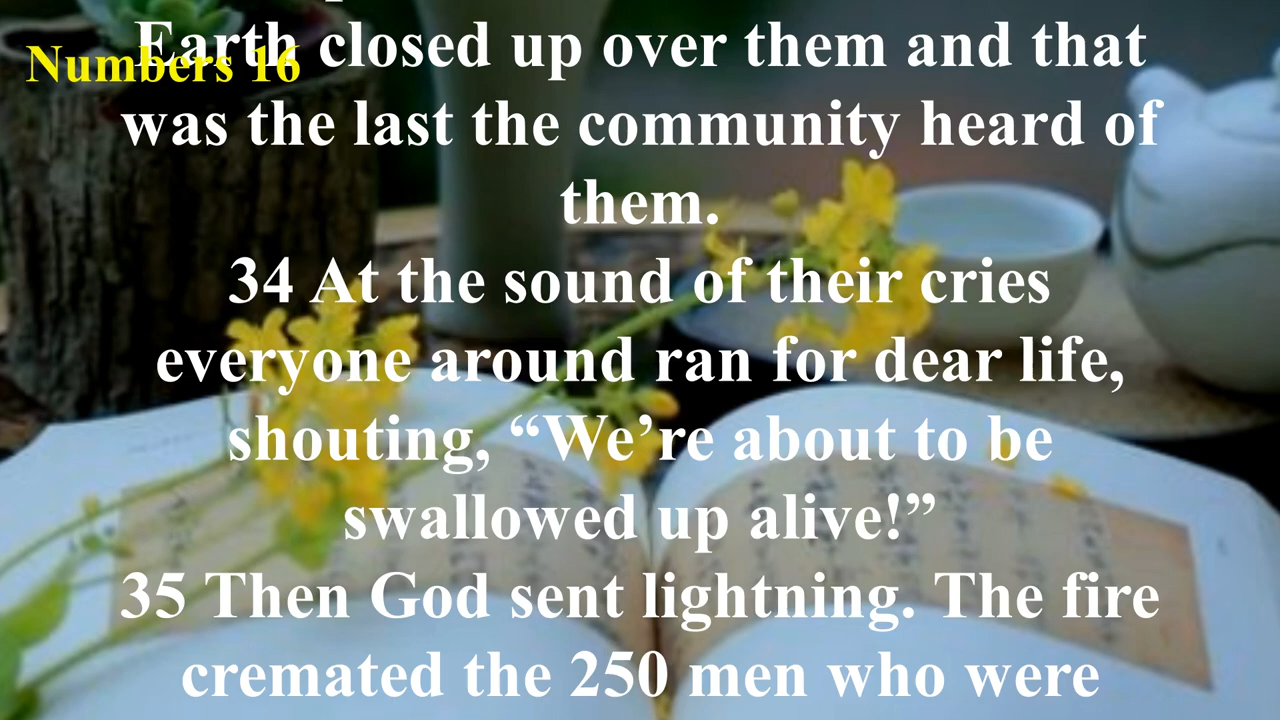 Numbers 16
Earth closed up over them and that
was the last the community heard of
them.
34 At the sound of their cries
everyone around ran for dear life,
shouting, “We’re about to be
swallowed up alive!”
35 Then God sent lightning. The fire
cremated the 250 men who were